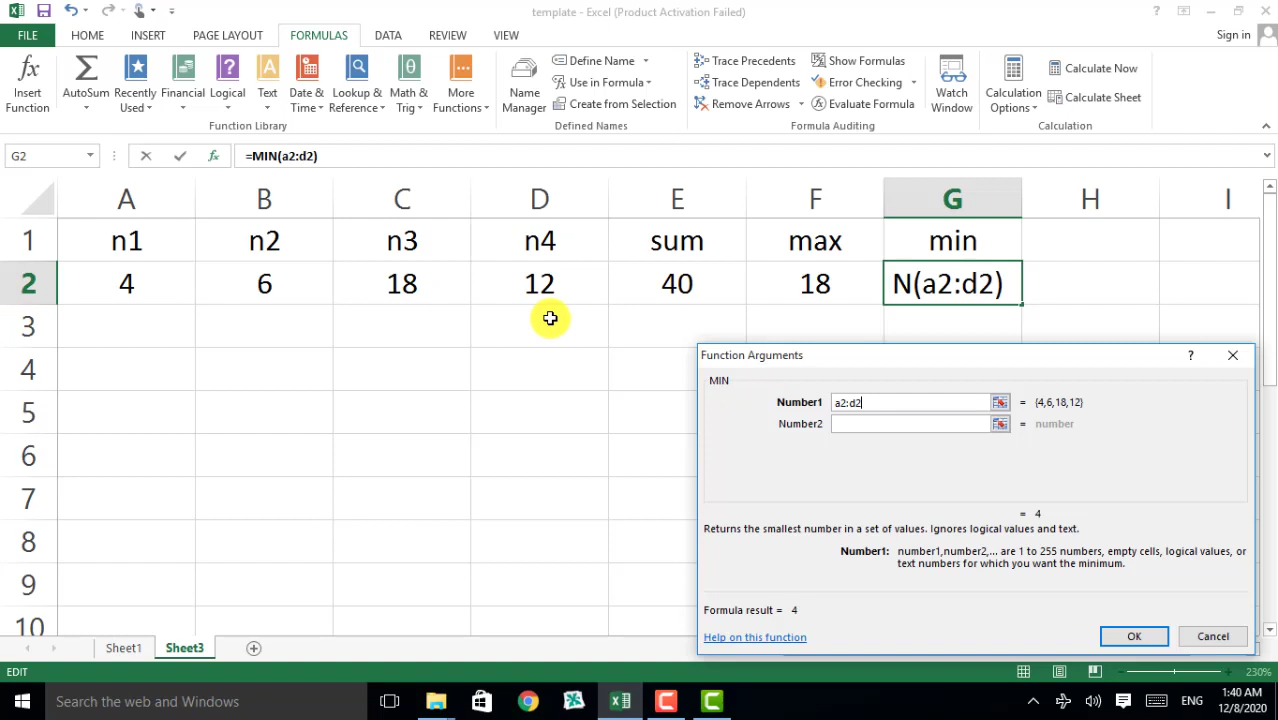 template - Excel (Product Activation Failed)
FILE HOME INSERT PAGE LAYOUT FORMULAS DATA REVIEW VIEW Sign in
Insert Function
AutoSum
Recently Used
Financial
Logical
Text
Date & Time
Lookup & Reference
Math & Trig
More Functions
Function Library
Name Manager
Define Name
Use in Formula
Create from Selection
Defined Names
Trace Precedents
Trace Dependents
Remove Arrows
Show Formulas
Error Checking
Evaluate Formula
Formula Auditing
Watch Window
Calculation Options
Calculate Now
Calculate Sheet
Calculation
G2 fx =MIN(a2:d2)
A B C D E F G H I
1 n1 n2 n3 n4 sum max min
2 4 6 18 12 40 18 N(a2:d2)
3
4
5
6
7
8
9
10
Function Arguments ?
MIN
Number1 a2:d2 = {4,6,18,12}
Number2 = number
= 4
Returns the smallest number in a set of values. Ignores logical values and text.
Number1: number1,number2,... are 1 to 255 numbers, empty cells, logical values, or
text numbers for which you want the minimum.
Formula result = 4
Help on this function
OK Cancel
Sheet1 Sheet3
EDIT 230%
Search the web and Windows
ENG
1:40 AM
12/8/2020